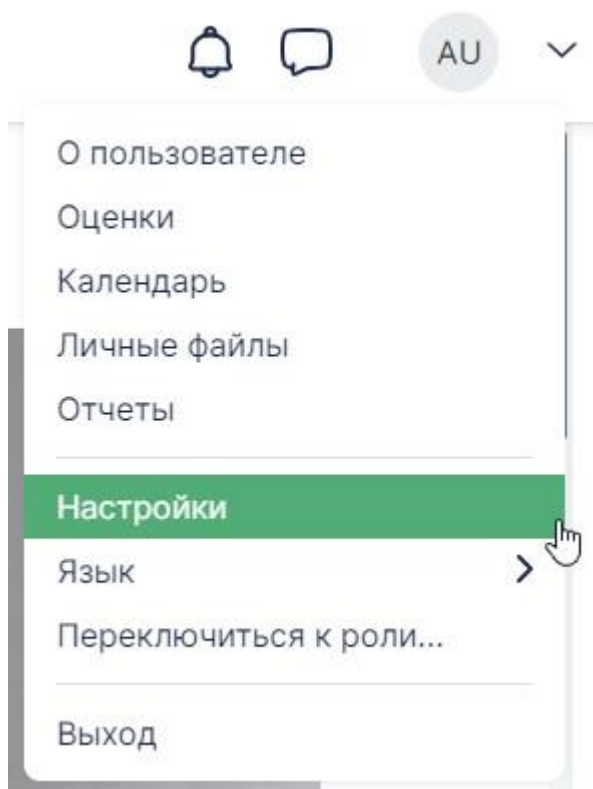 AU
О пользователе
Оценки
Календарь
Личные файлы
Отчеты
Настройки
Язык
Переключиться к роли...
Выход